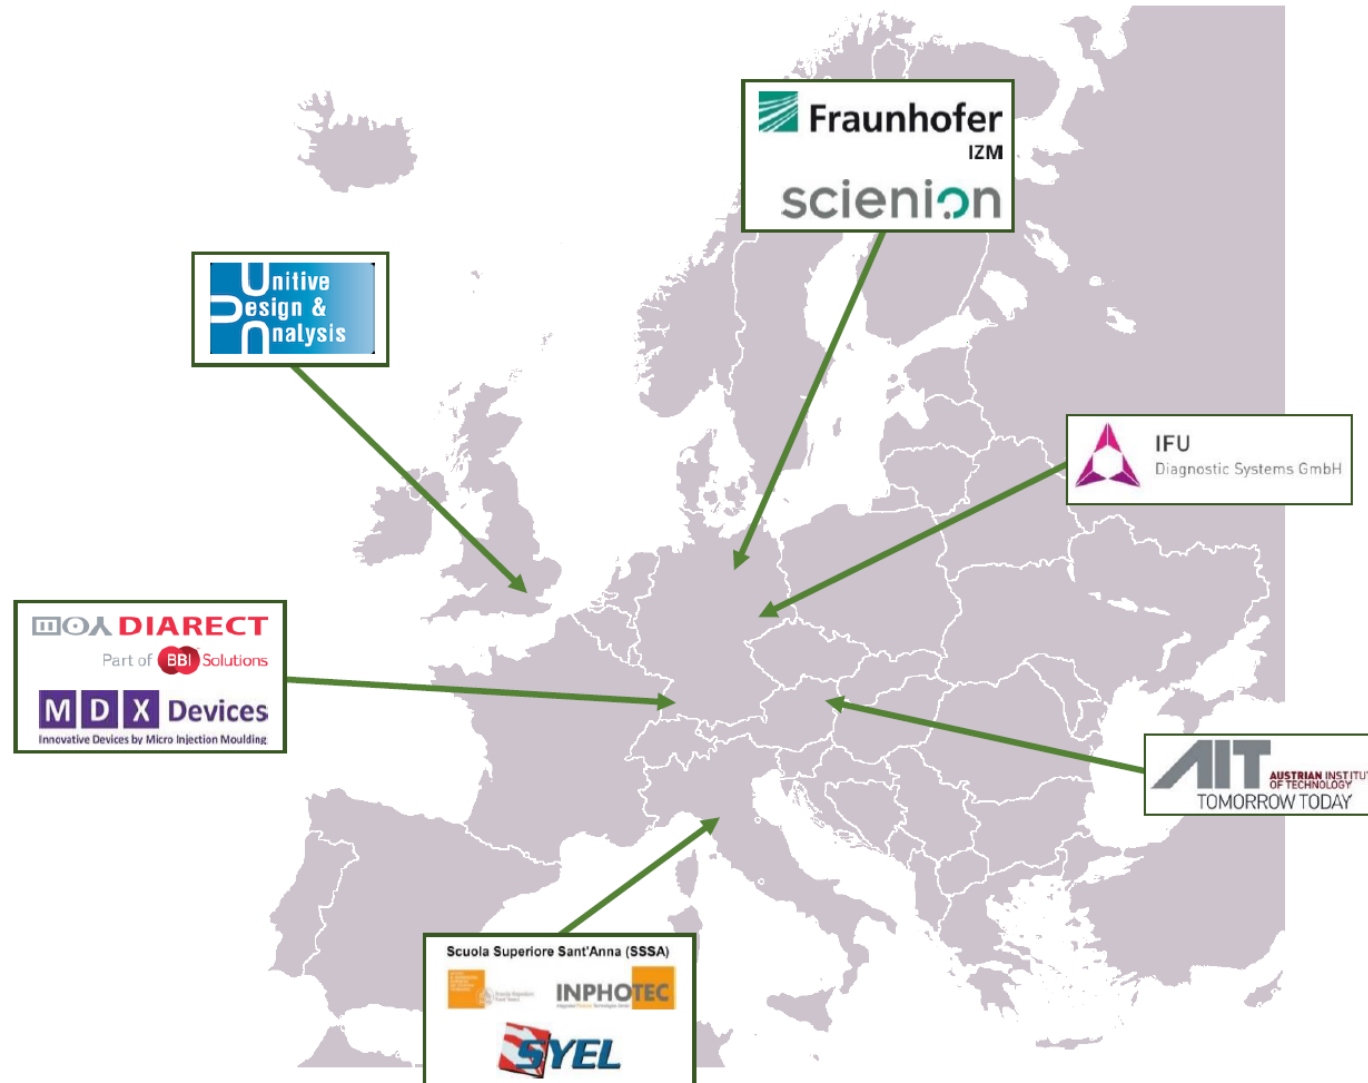 Fraunhofer
IZM
scienion
Unitive
Design &
Analysis
IFU
Diagnostic Systems GmbH
DIARECT
Part of BBI Solutions
MDX Devices
Innovative Devices by Micro Injection Moulding
AIT
AUSTRIAN INSTITUT
OF TECHNOLOGY
TOMORROW TODAY
Scuola Superiore Sant'Anna (SSSA)
INPHOTEC
SYEL